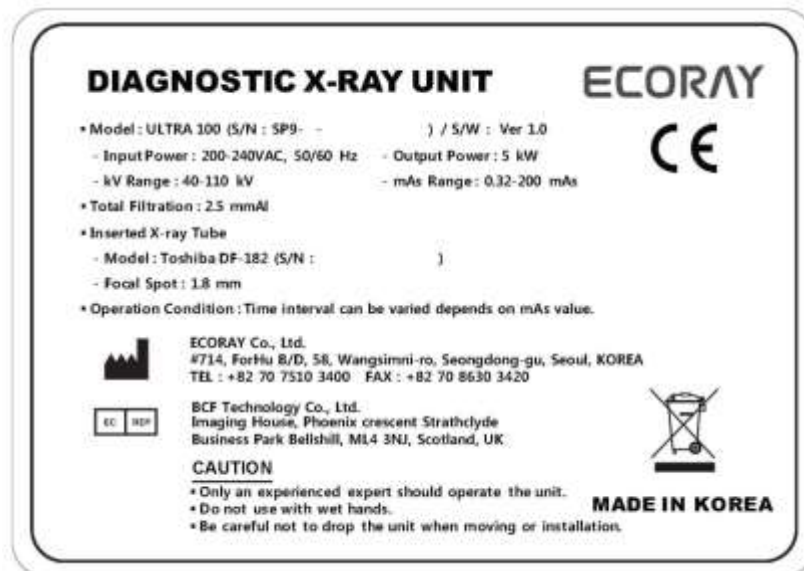 DIAGNOSTIC X-RAY UNIT
ECORAY
CE
• Model : ULTRA 100 (S/N : SP9- - ) / S/W : Ver 1.0
- Input Power : 200-240VAC, 50/60 Hz - Output Power : 5 kW
- kV Range : 40-110 kV - mAs Range : 0.32-200 mAs
• Total Filtration : 2.5 mmAl
• Inserted X-ray Tube
- Model : Toshiba DF-182 (S/N : )
- Focal Spot : 1.8 mm
• Operation Condition : Time interval can be varied depends on mAs value.
ECORAY Co., Ltd.
#714, ForHu B/D, 58, Wangsimni-ro, Seongdong-gu, Seoul, KOREA
TEL : +82 70 7510 3400 FAX : +82 70 8630 3420
EC REP
BCF Technology Co., Ltd.
Imaging House, Phoenix crescent Strathclyde
Business Park Bellshill, ML4 3NJ, Scotland, UK
CAUTION
• Only an experienced expert should operate the unit.
• Do not use with wet hands.
• Be careful not to drop the unit when moving or installation.
MADE IN KOREA